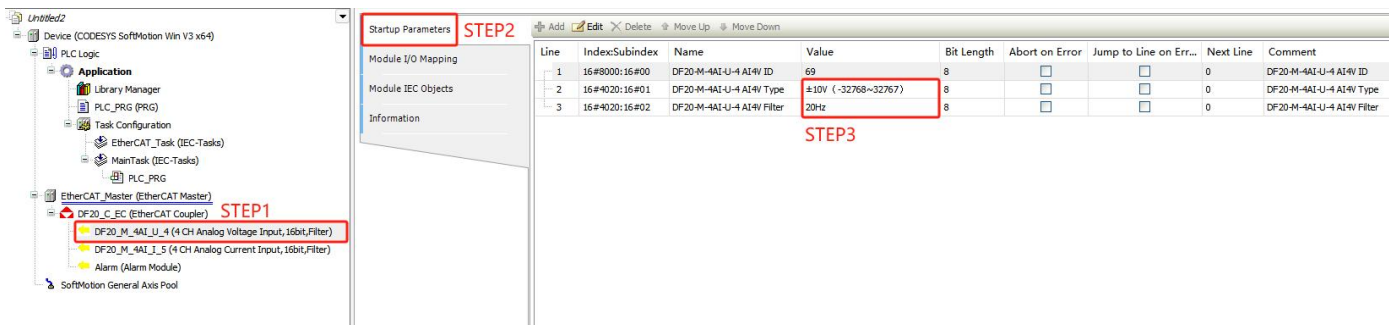 Untitled2
Device (CODESYS SoftMotion Win V3 x64)
PLC Logic
Application
Library Manager
PLC_PRG (PRG)
Task Configuration
EtherCAT_Task (IEC-Tasks)
MainTask (IEC-Tasks)
PLC_PRG
EtherCAT_Master (EtherCAT Master)
DF20_C_EC (EtherCAT Coupler) STEP1
DF20_M_4AI_U_4 (4 CH Analog Voltage Input,16bit,Filter)
DF20_M_4AI_I_5 (4 CH Analog Current Input,16bit,Filter)
Alarm (Alarm Module)
SoftMotion General Axis Pool
Startup Parameters STEP2
Module I/O Mapping
Module IEC Objects
Information
Add Edit Delete Move Up Move Down
Line Index:Subindex Name Value Bit Length Abort on Error Jump to Line on Err... Next Line Comment
1 16#8000:16#00 DF20-M-4AI-U-4 AI4V ID 69 8 0 DF20-M-4AI-U-4 AI4V ID
2 16#4020:16#01 DF20-M-4AI-U-4 AI4V Type ±10V (-32768~32767) 8 0 DF20-M-4AI-U-4 AI4V Type
3 16#4020:16#02 DF20-M-4AI-U-4 AI4V Filter 20Hz 8 0 DF20-M-4AI-U-4 AI4V Filter
STEP3